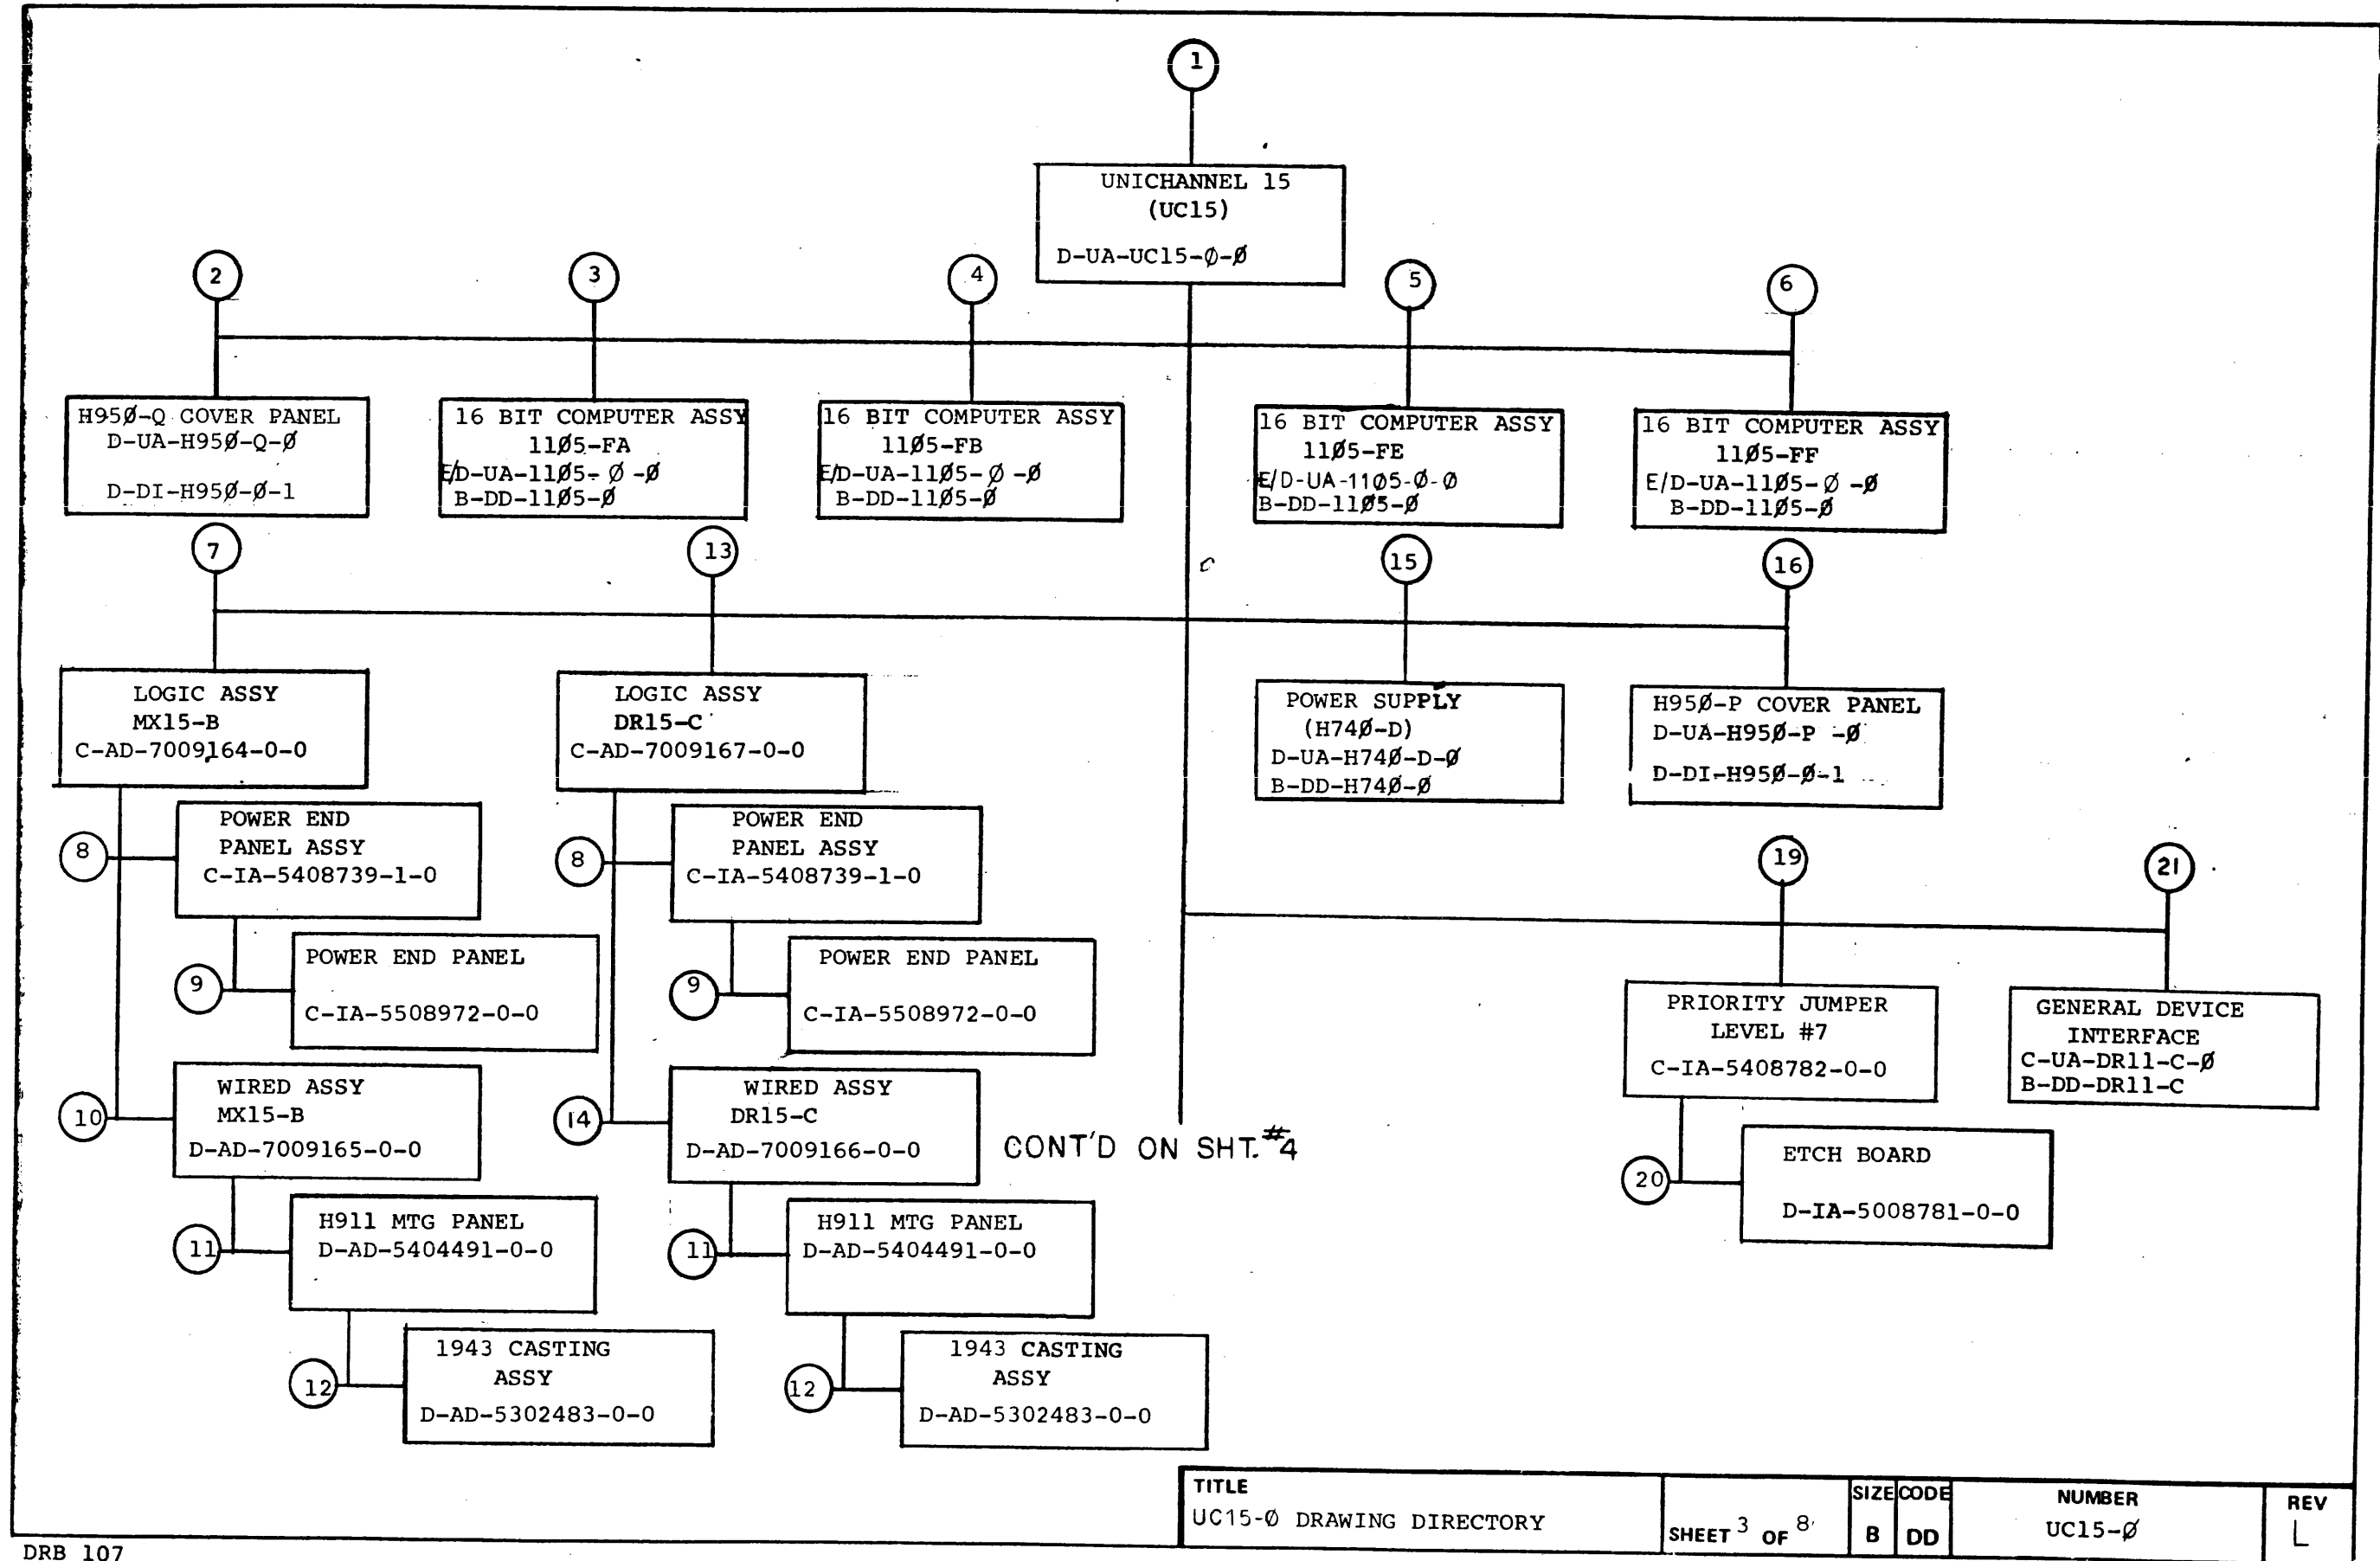 1
UNICHANNEL 15
(UC15)
D-UA-UC15-Ø-Ø
2
3
4
5
6
H95Ø-Q COVER PANEL
D-UA-H95Ø-Q-Ø
D-DI-H95Ø-Ø-1
16 BIT COMPUTER ASSY
11Ø5-FA
E/D-UA-11Ø5-Ø-Ø
B-DD-11Ø5-Ø
16 BIT COMPUTER ASSY
11Ø5-FB
E/D-UA-11Ø5-Ø-Ø
B-DD-11Ø5-Ø
16 BIT COMPUTER ASSY
11Ø5-FE
E/D-UA-11Ø5-Ø-Ø
B-DD-11Ø5-Ø
16 BIT COMPUTER ASSY
11Ø5-FF
E/D-UA-11Ø5-Ø-Ø
B-DD-11Ø5-Ø
7
13
15
16
LOGIC ASSY
MX15-B
C-AD-7009164-0-0
LOGIC ASSY
DR15-C
C-AD-7009167-0-0
POWER SUPPLY
(H74Ø-D)
D-UA-H74Ø-D-Ø
B-DD-H74Ø-Ø
H95Ø-P COVER PANEL
D-UA-H95Ø-P -Ø
D-DI-H95Ø-Ø-1
8
POWER END
PANEL ASSY
C-IA-5408739-1-0
8
POWER END
PANEL ASSY
C-IA-5408739-1-0
19
21
9
POWER END PANEL
C-IA-5508972-0-0
9
POWER END PANEL
C-IA-5508972-0-0
PRIORITY JUMPER
LEVEL #7
C-IA-5408782-0-0
GENERAL DEVICE
INTERFACE
C-UA-DR11-C-Ø
B-DD-DR11-C
10
WIRED ASSY
MX15-B
D-AD-7009165-0-0
14
WIRED ASSY
DR15-C
D-AD-7009166-0-0
CONT'D ON SHT.#4
20
ETCH BOARD
D-IA-5008781-0-0
11
H911 MTG PANEL
D-AD-5404491-0-0
11
H911 MTG PANEL
D-AD-5404491-0-0
12
1943 CASTING
ASSY
D-AD-5302483-0-0
12
1943 CASTING
ASSY
D-AD-5302483-0-0
TITLE
UC15-Ø DRAWING DIRECTORY
SHEET 3 OF 8
SIZE
B
CODE
DD
NUMBER
UC15-Ø
REV
L
DRB 107